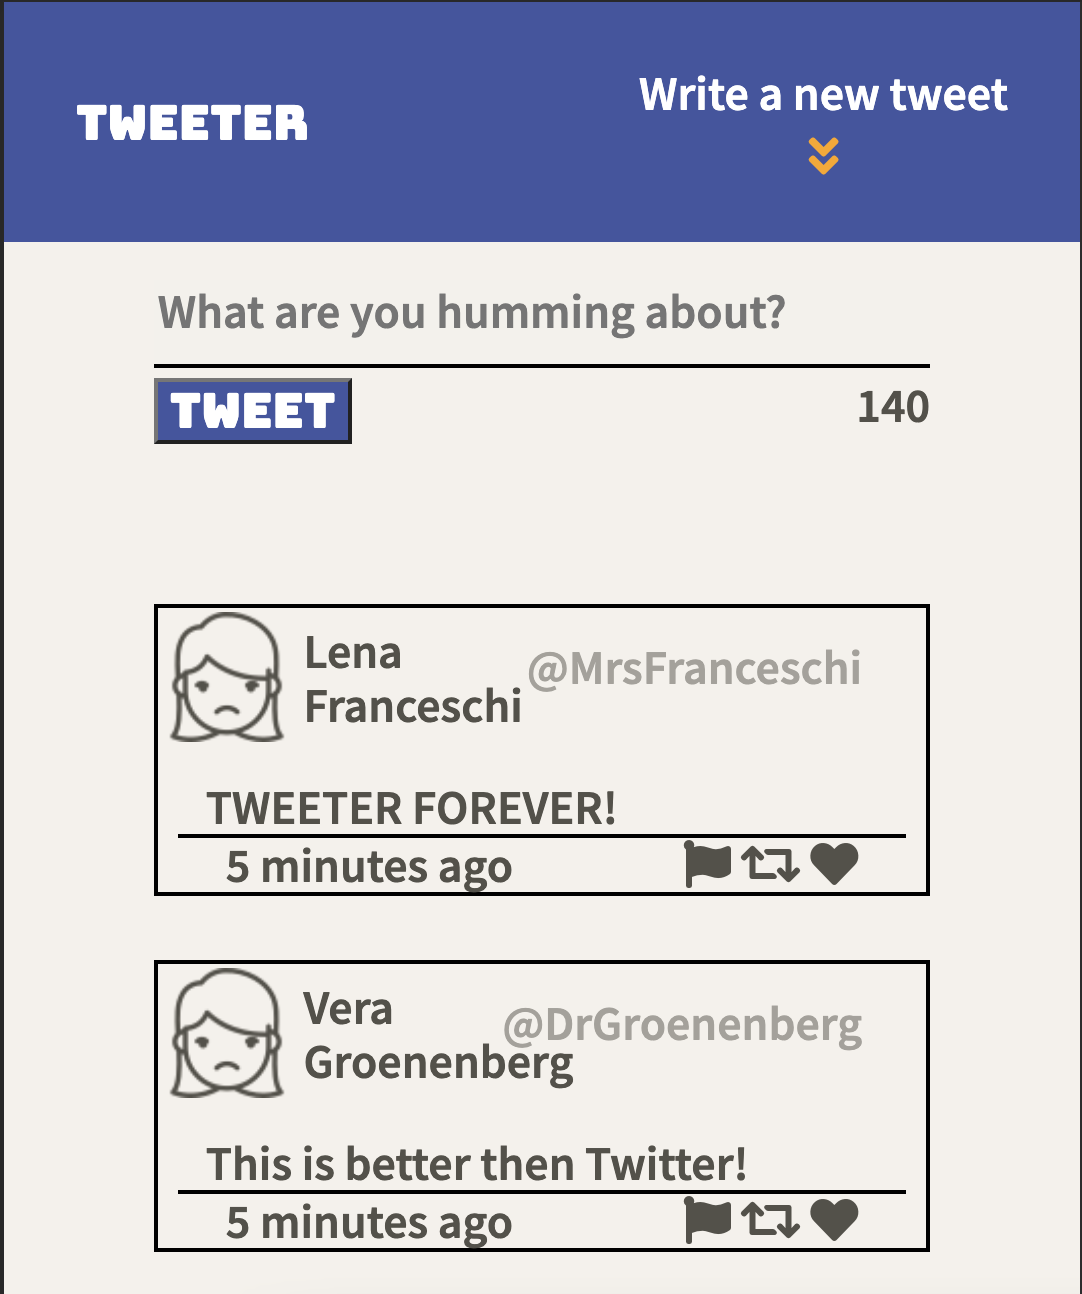 TWEETER
Write a new tweet
What are you humming about?
TWEET
140
Lena
Franceschi
@MrsFranceschi
TWEETER FOREVER!
5 minutes ago
Vera
Groenenberg
@DrGroenenberg
This is better then Twitter!
5 minutes ago